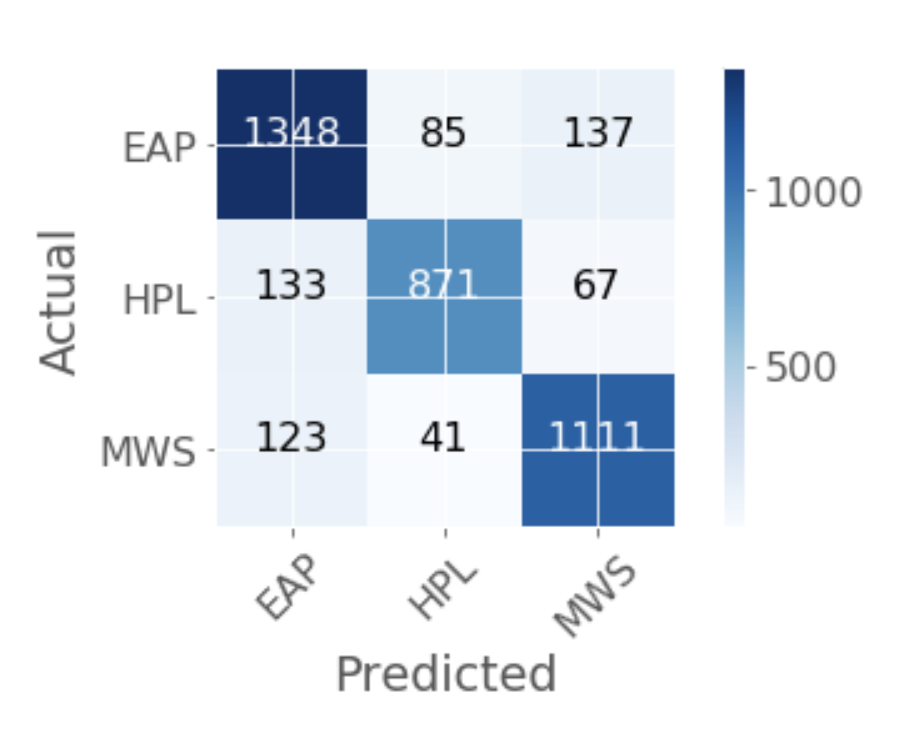 EAP 1348 85 137
1000
Actual
HPL 133 871 67
500
MWS 123 41 1111
EAP HPL MWS
Predicted